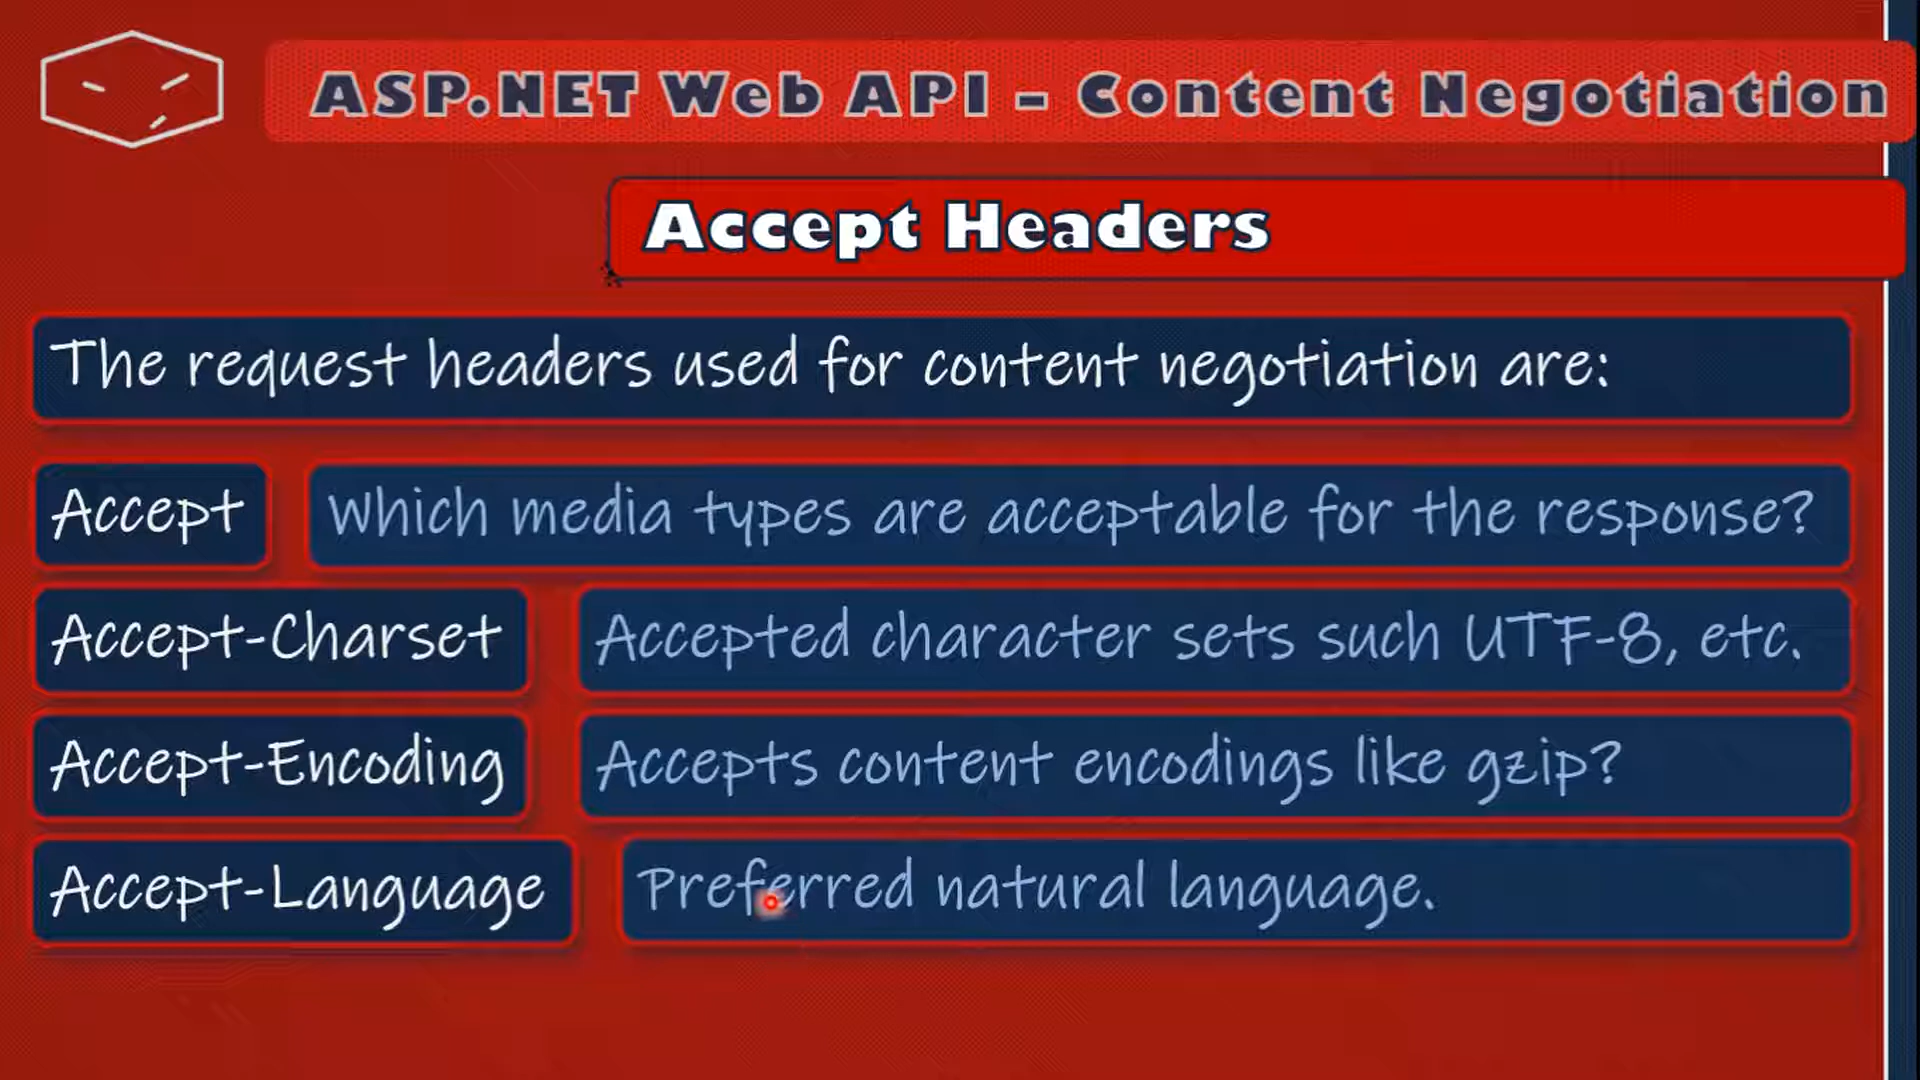 ASP.NET Web API - Content Negotiation
Accept Headers
The request headers used for content negotiation are:
Accept Which media types are acceptable for the response?
Accept-Charset Accepted character sets such UTF-8, etc.
Accept-Encoding Accepts content encodings like gzip?
Accept-Language Preferred natural language.